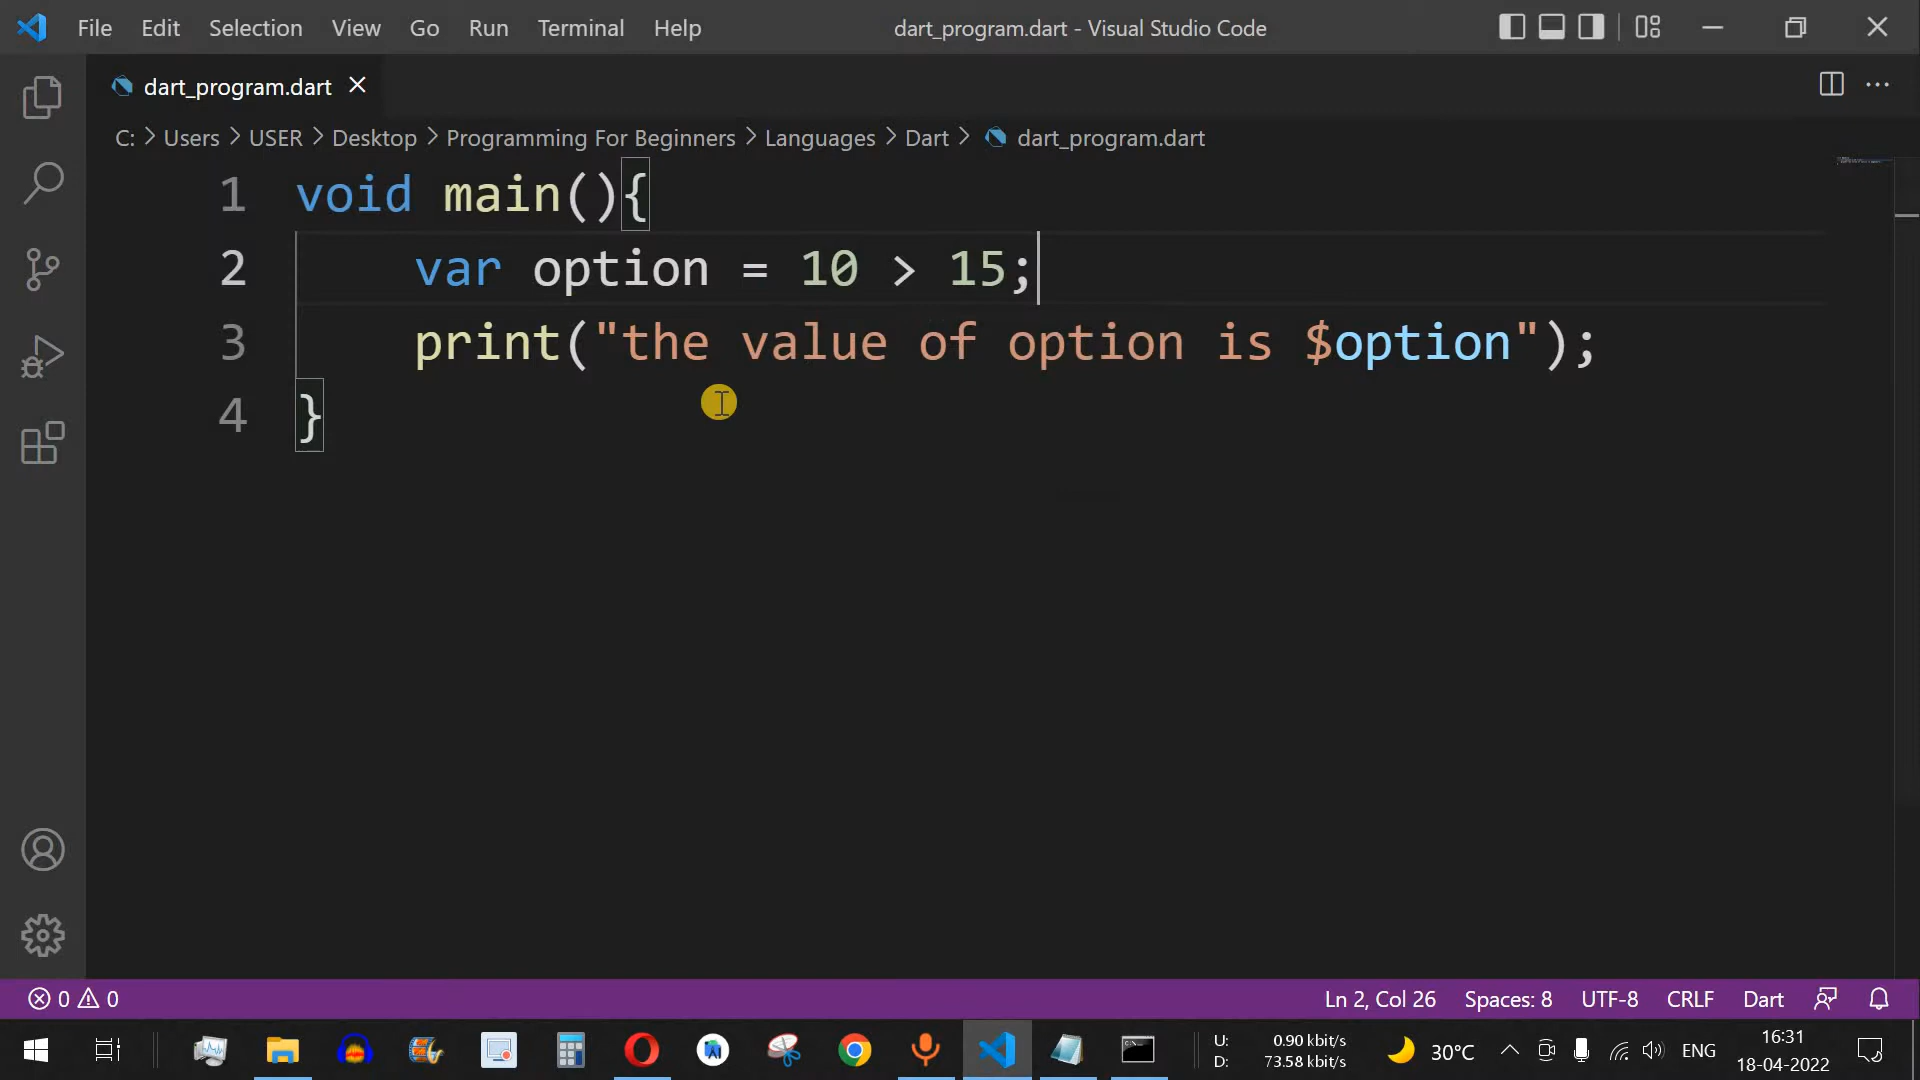 File Edit Selection View Go Run Terminal Help dart_program.dart - Visual Studio Code
dart_program.dart
C: > Users > USER > Desktop > Programming For Beginners > Languages > Dart > dart_program.dart
1 void main(){
2 var option = 10 > 15;
3 print("the value of option is $option");
4 }
0 0 Ln 2, Col 26 Spaces: 8 UTF-8 CRLF Dart
U: 0.90 kbit/s
D: 73.58 kbit/s
30°C ENG
16:31
18-04-2022